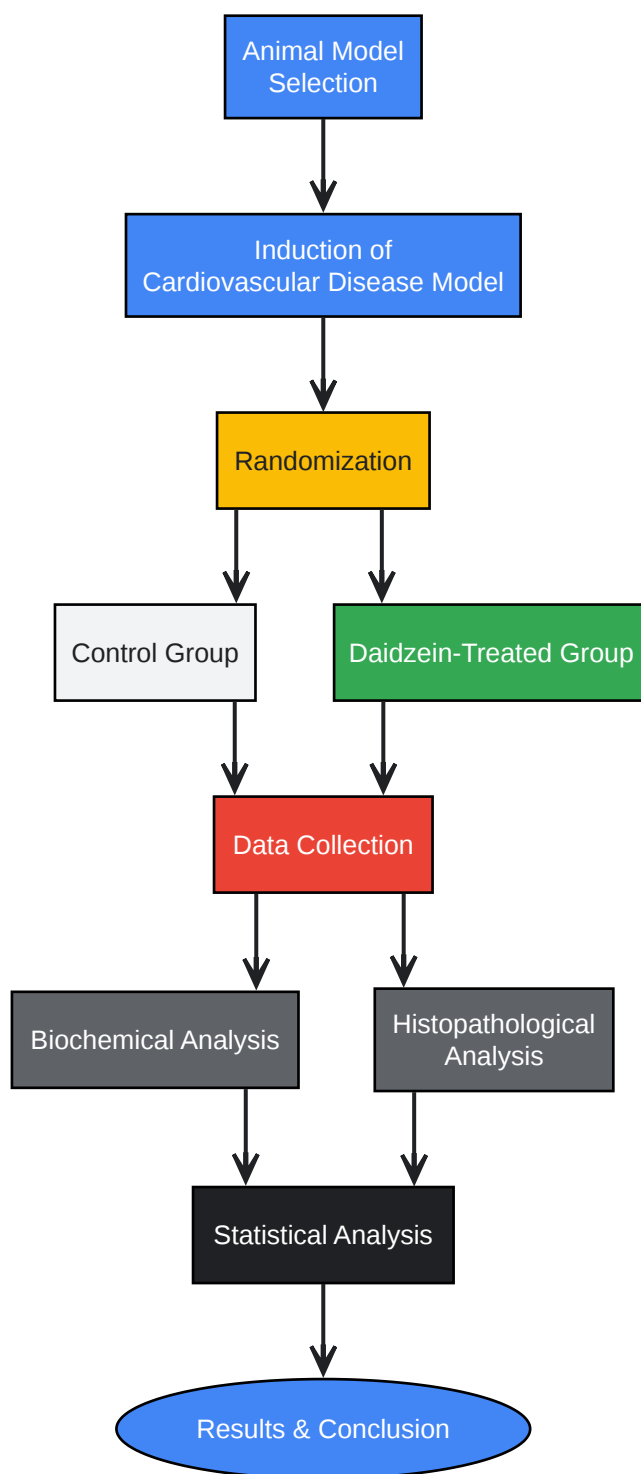 Animal Model
Selection
Induction of
Cardiovascular Disease Model
Randomization
Control Group
Daidzein-Treated Group
Data Collection
Biochemical Analysis
Histopathological
Analysis
Statistical Analysis
Results & Conclusion